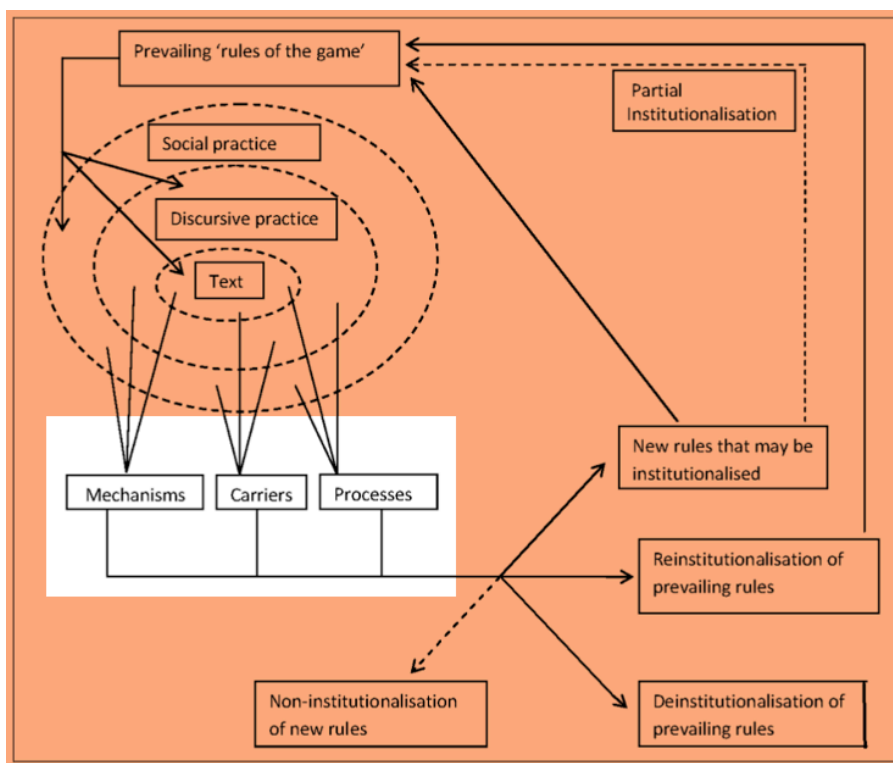 Prevailing ‘rules of the game’
Partial
Institutionalisation
Social practice
Discursive practice
Text
New rules that may be
institutionalised
Mechanisms
Carriers
Processes
Reinstitutionalisation of
prevailing rules
Non-institutionalisation
of new rules
Deinstitutionalisation of
prevailing rules